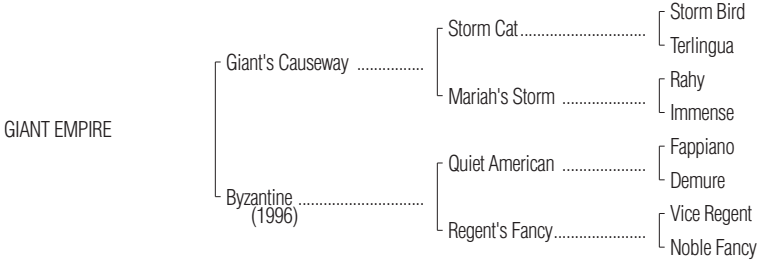 Storm Bird
Storm Cat..............................
Terlingua
Giant's Causeway ................
Rahy
Mariah's Storm ....................
Immense
GIANT EMPIRE
Fappiano
Quiet American ....................
Demure
Byzantine ..............................
(1996)
Vice Regent
Regent's Fancy......................
Noble Fancy